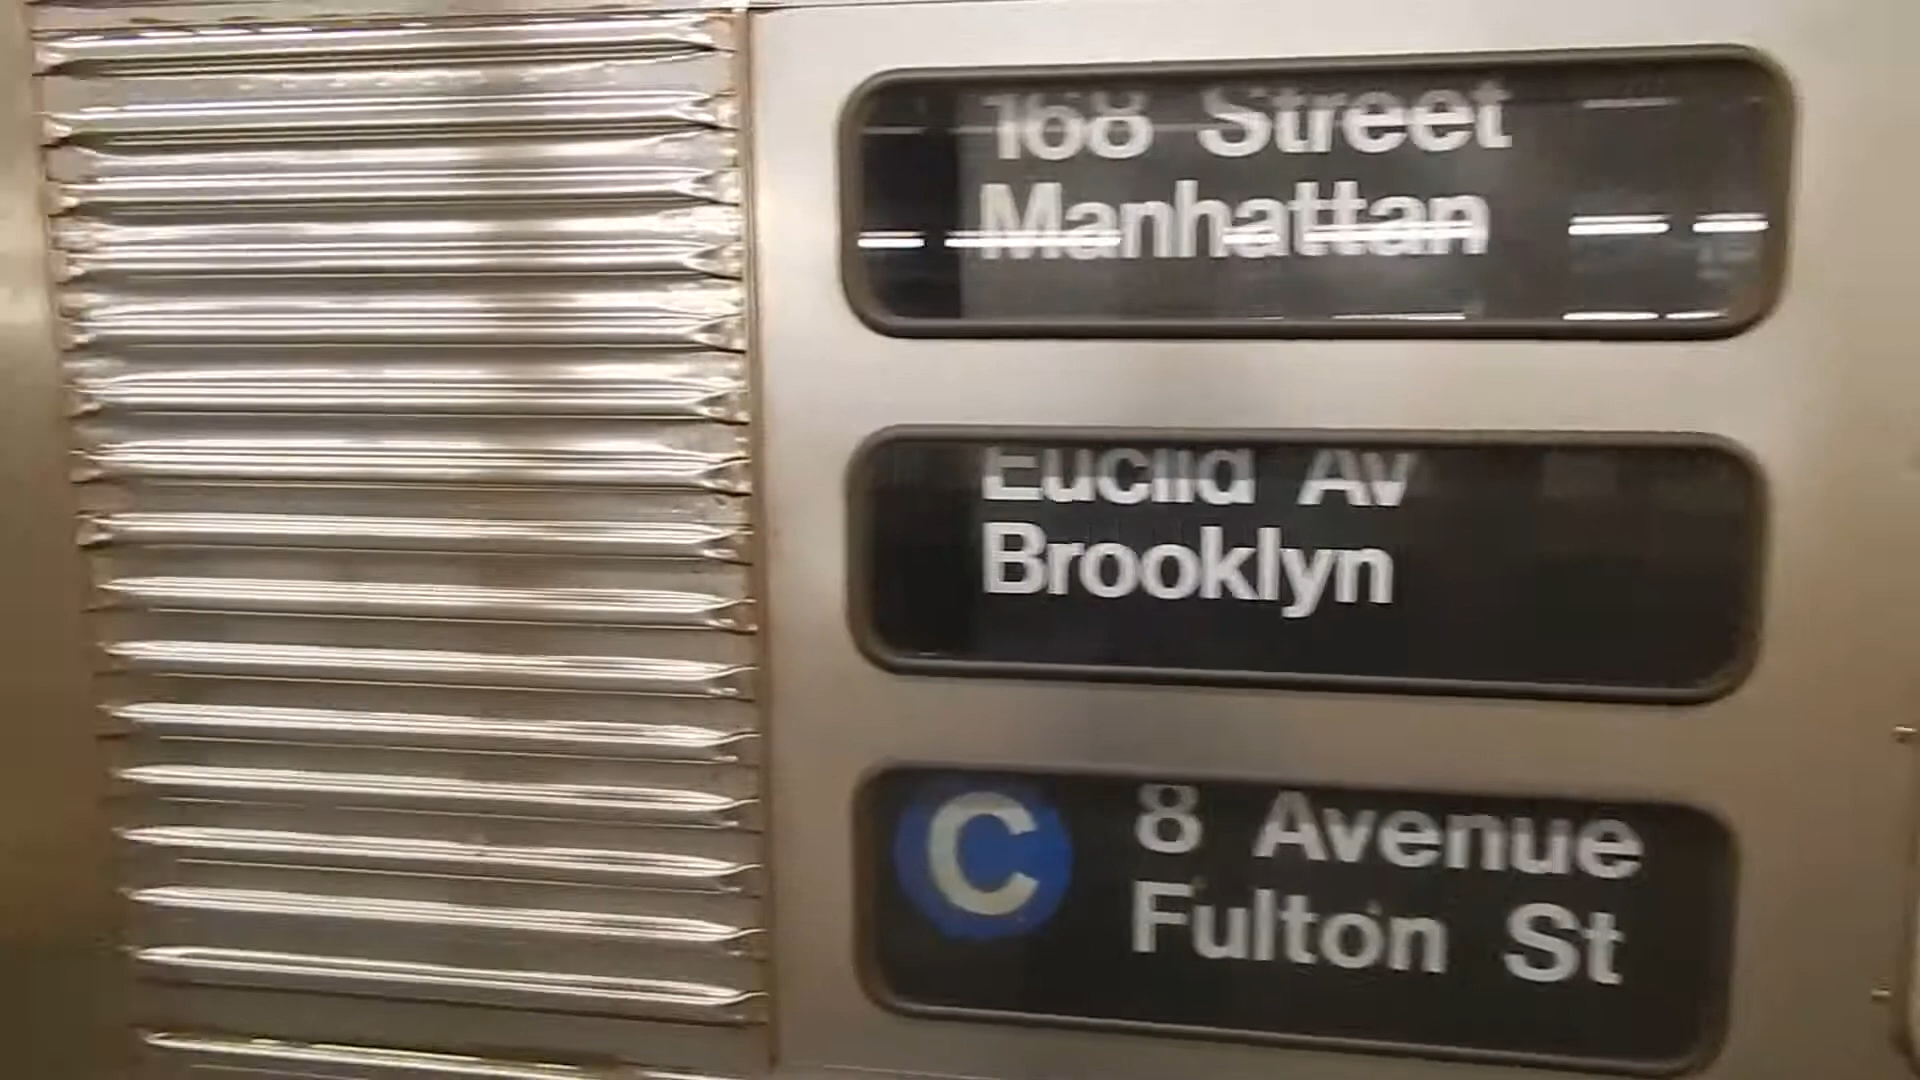 168 Street
Manhattan
Euclid Av
Brooklyn
C 8 Avenue
Fulton St